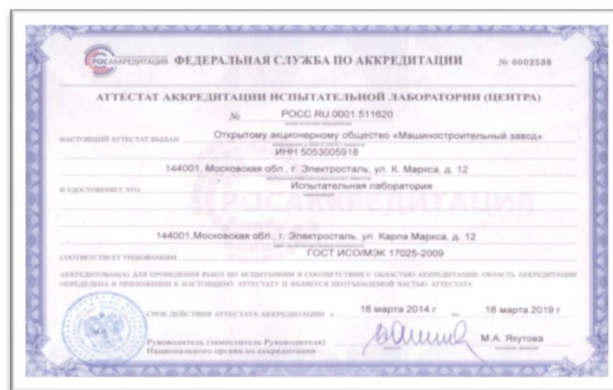 РОСАККРЕДИТАЦИЯ ФЕДЕРАЛЬНАЯ СЛУЖБА ПО АККРЕДИТАЦИИ № 0002538
АТТЕСТАТ АККРЕДИТАЦИИ ИСПЫТАТЕЛЬНОЙ ЛАБОРАТОРИИ (ЦЕНТРА)
№ РОСС RU.0001.511620
НАСТОЯЩИЙ АТТЕСТАТ ВЫДАН Открытому акционерному общество «Машиностроительный завод»
ИНН 5053005918
144001, Московская обл., г. Электросталь, ул. К. Маркса, д. 12
И УДОСТОВЕРЯЕТ, ЧТО Испытательная лаборатория
РОСАККРЕДИТАЦИЯ
144001,Московская обл., г. Электросталь, ул. Карла Маркса, д. 12
СООТВЕТСТВУЕТ ТРЕБОВАНИЯМ ГОСТ ИСО/МЭК 17025-2009
АККРЕДИТОВАН(А) ДЛЯ ПРОВЕДЕНИЯ РАБОТ ПО ИСПЫТАНИЯМ В СООТВЕТСТВИИ С ОБЛАСТЬЮ АККРЕДИТАЦИИ. ОБЛАСТЬ АККРЕДИТАЦИИ
ОПРЕДЕЛЕНА В ПРИЛОЖЕНИИ К НАСТОЯЩЕМУ АТТЕСТАТУ И ЯВЛЯЕТСЯ НЕОТЪЕМЛЕМОЙ ЧАСТЬЮ АТТЕСТАТА.
СРОК ДЕЙСТВИЯ АТТЕСТАТА АККРЕДИТАЦИИ с 18 марта 2014 г по 18 марта 2019 г
М.П.
Руководитель (заместитель Руководителя)
Национального органа по аккредитации
М.А. Якутова